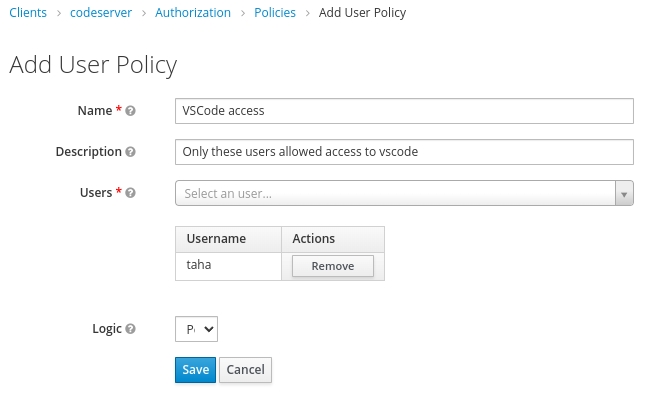 Clients > codeserver > Authorization > Policies > Add User Policy
Add User Policy
Name * VSCode access
Description Only these users allowed access to vscode
Users * Select an user...
Username Actions
taha Remove
Logic
Save Cancel